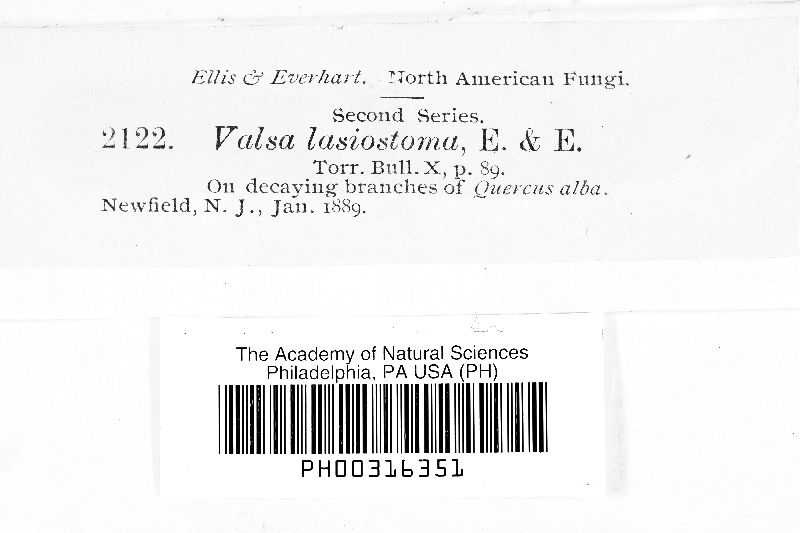 Ellis & Everhart. North American Fungi.
Second Series.
2122. Valsa lasiostoma, E. & E.
Torr. Bull. X, p. 89.
On decaying branches of Quercus alba.
Newfield, N. J., Jan. 1889.
The Academy of Natural Sciences
Philadelphia, PA USA (PH)
PH00316351